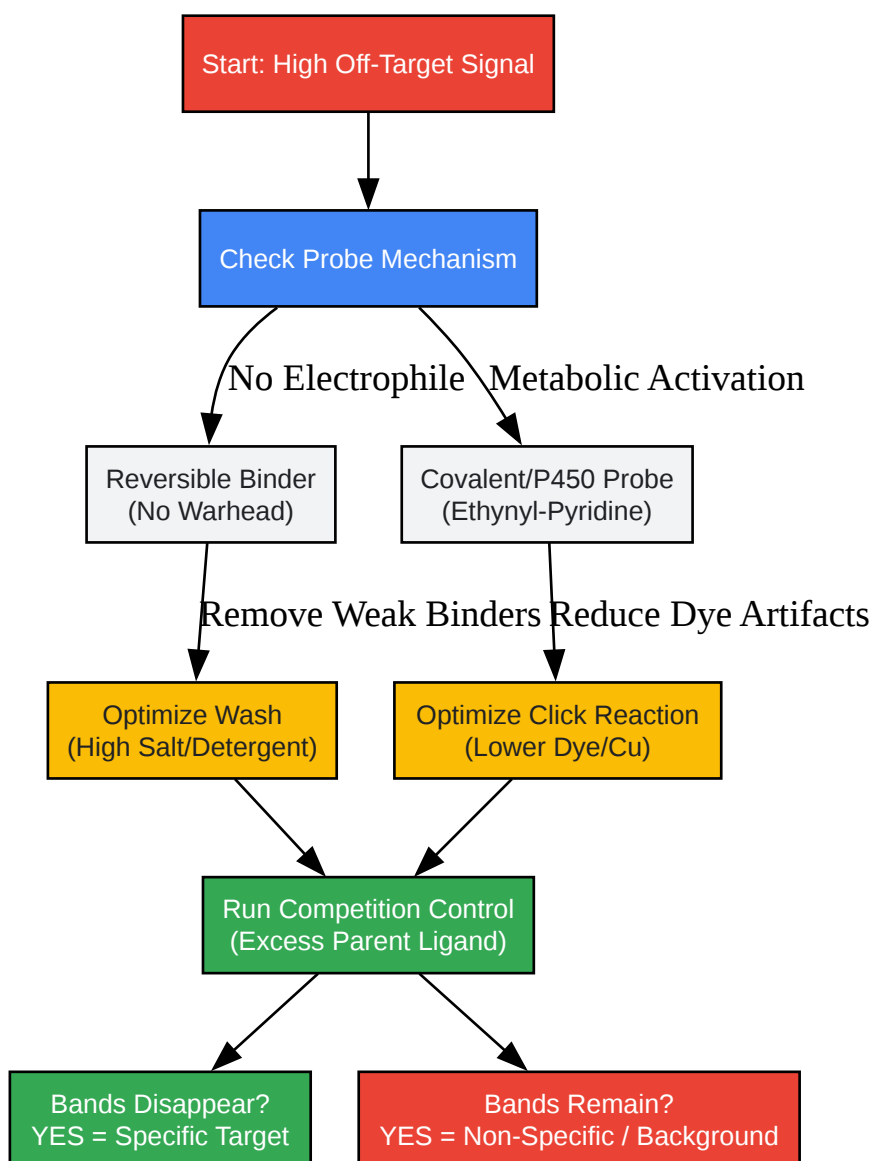 Start: High Off-Target Signal
Check Probe Mechanism
No Electrophile
Metabolic Activation
Reversible Binder
(No Warhead)
Covalent/P450 Probe
(Ethynyl-Pyridine)
Remove Weak Binders
Reduce Dye Artifacts
Optimize Wash
(High Salt/Detergent)
Optimize Click Reaction
(Lower Dye/Cu)
Run Competition Control
(Excess Parent Ligand)
Bands Disappear?
YES = Specific Target
Bands Remain?
YES = Non-Specific / Background